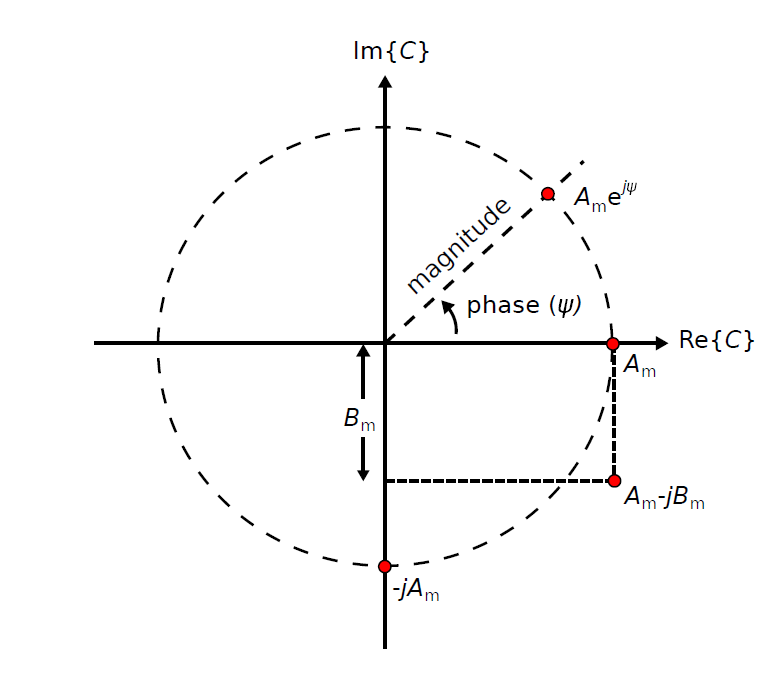 Im{C}
Aₘe^jψ
magnitude
phase (ψ)
Re{C}
Aₘ
Bₘ
Aₘ-jBₘ
-jAₘ